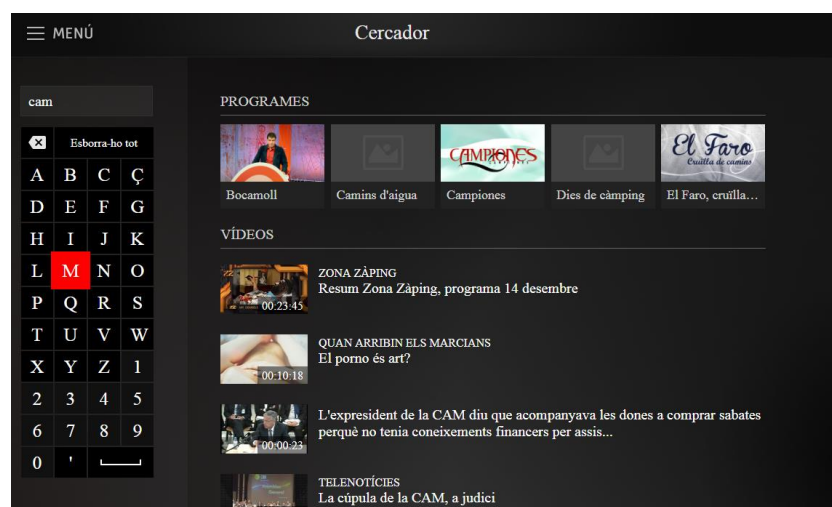 MENÚ
Cercador
cam
Esborra-ho tot
A B C Ç
D E F G
H I J K
L M N O
P Q R S
T U V W
X Y Z 1
2 3 4 5
6 7 8 9
0 '
PROGRAMES
CAMPIONES
El Faro
Cruïlla de camins
Bocamoll
Camins d'aigua
Campiones
Dies de càmping
El Faro, cruïlla…
VÍDEOS
ZONA ZÀPING
Resum Zona Zàping, programa 14 desembre
00:23:45
QUAN ARRIBIN ELS MARCIANS
El porno és art?
00:10:18
L'expresident de la CAM diu que acompanyava les dones a comprar sabates
perquè no tenia coneixements financers per assis...
00:00:23
TELENOTÍCIES
La cúpula de la CAM, a judici